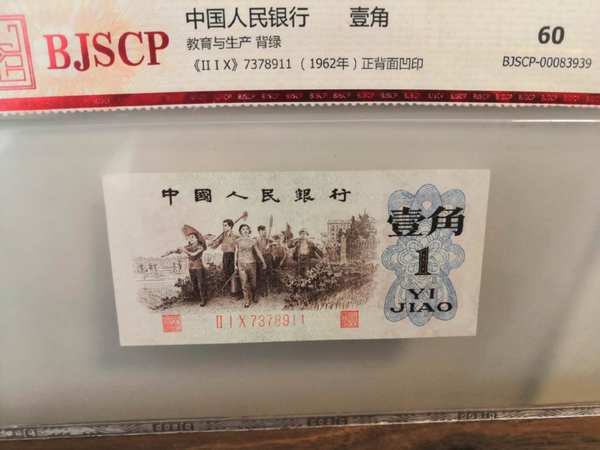 中国人民银行 壹角
BJSCP
教育与生产 背绿
60
《II I X》7378911 （1962年）正背面凹印
BJSCP-00083939
中國人民銀行
壹角
1
YI
JIAO
II I X 7378911